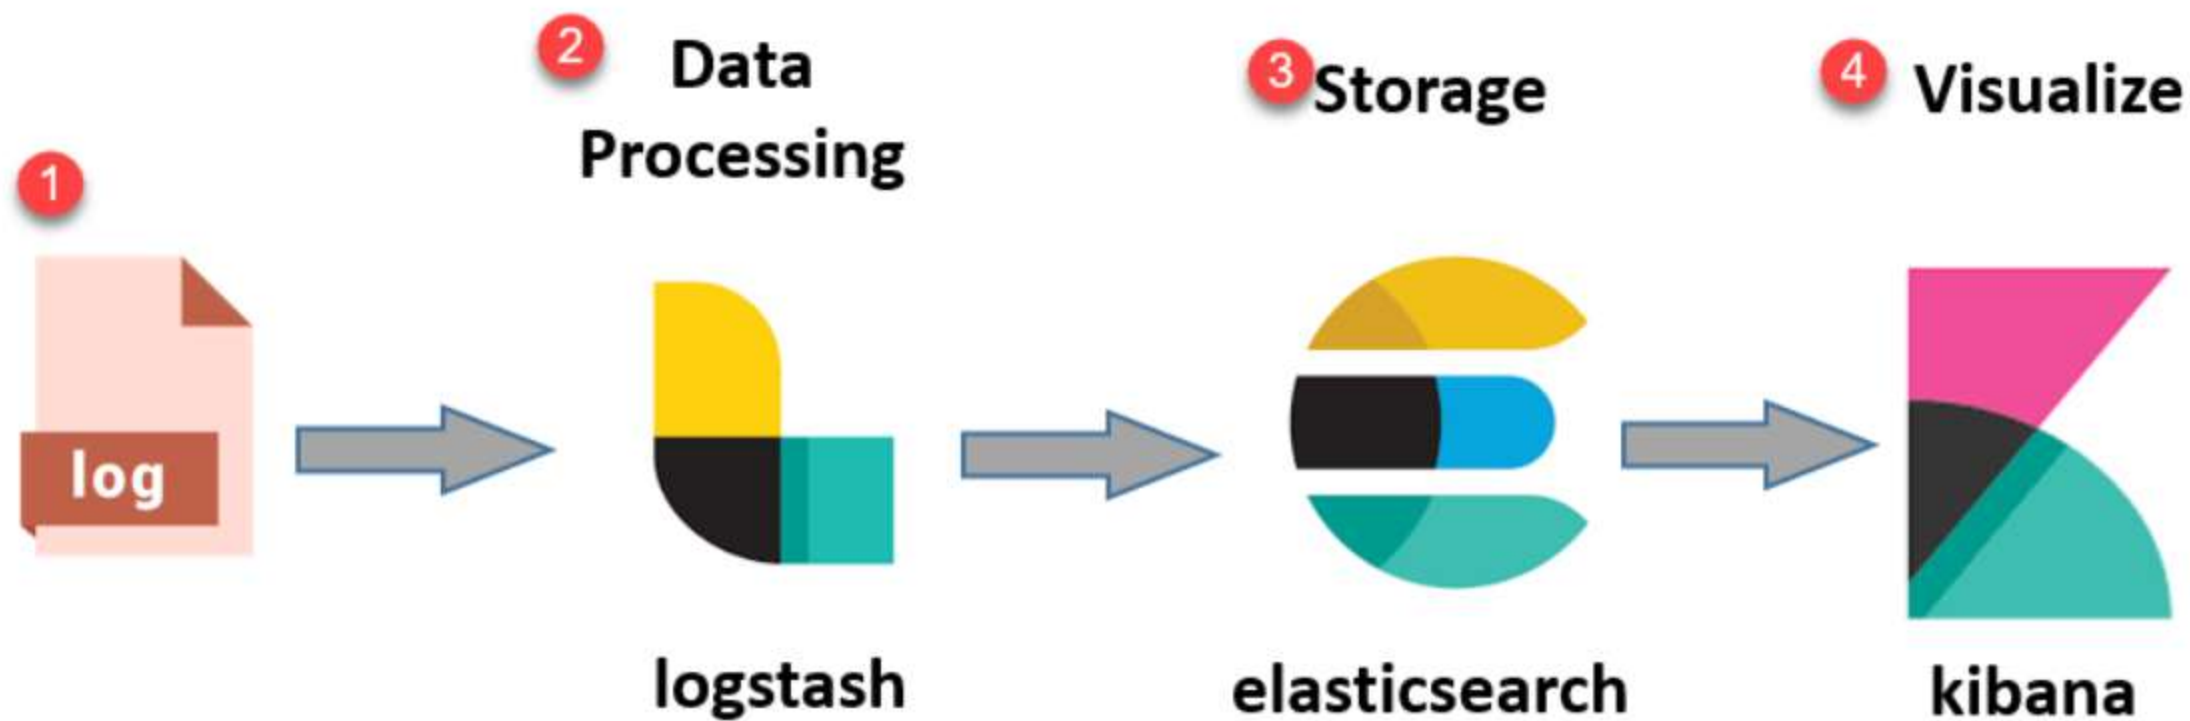 1
log
2
Data
Processing
logstash
3
Storage
elasticsearch
4
Visualize
kibana